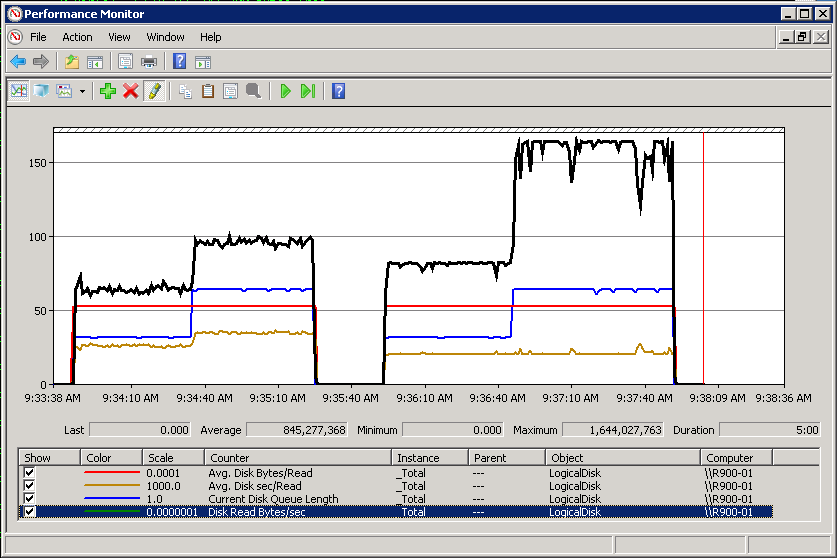 Performance Monitor
File Action View Window Help
150
100
50
0
9:33:38 AM 9:34:10 AM 9:34:40 AM 9:35:10 AM 9:35:40 AM 9:36:10 AM 9:36:40 AM 9:37:10 AM 9:37:40 AM 9:38:09 AM 9:38:36 AM
Last 0.000 Average 845,277,368 Minimum 0.000 Maximum 1,644,027,763 Duration 5:00
Show Color Scale Counter Instance Parent Object Computer
0.0001 Avg. Disk Bytes/Read _Total --- LogicalDisk \\R900-01
1000.0 Avg. Disk sec/Read _Total --- LogicalDisk \\R900-01
1.0 Current Disk Queue Length _Total --- LogicalDisk \\R900-01
0.0000001 Disk Read Bytes/sec _Total --- LogicalDisk \\R900-01